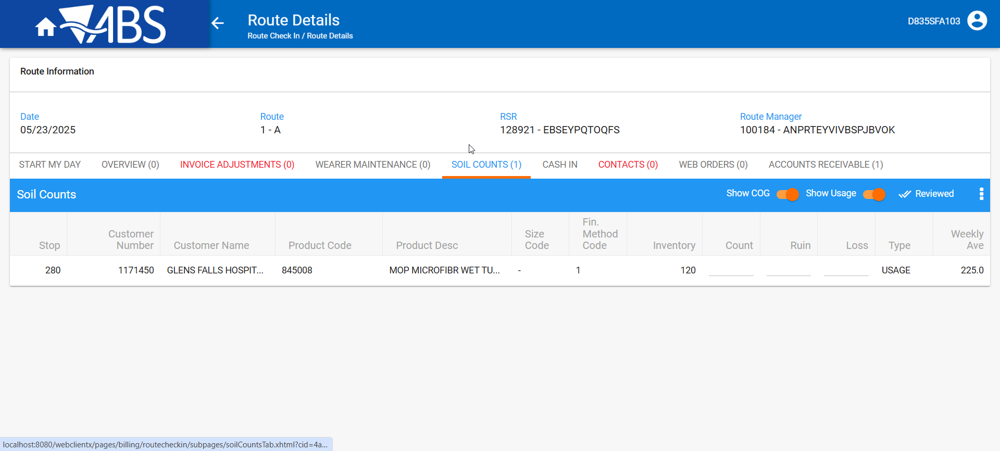 ABS
Route Details
Route Check In / Route Details
D835SFA103
Route Information
Date
05/23/2025
Route
1 - A
RSR
128921 - EBSEYPQTOQFS
Route Manager
100184 - ANPRTEYVIVBSPJBVOK
START MY DAY OVERVIEW (0) INVOICE ADJUSTMENTS (0) WEARER MAINTENANCE (0) SOIL COUNTS (1) CASH IN CONTACTS (0) WEB ORDERS (0) ACCOUNTS RECEIVABLE (1)
Soil Counts Show COG Show Usage Reviewed
Stop
Customer
Number
Customer Name
Product Code
Product Desc
Size
Code
Fin.
Method
Code
Inventory
Count
Ruin
Loss
Type
Weekly
Ave
280 1171450 GLENS FALLS HOSPIT... 845008 MOP MICROFIBR WET TU... - 1 120 USAGE 225.0
localhost:8080/webclientx/pages/billing/routecheckin/subpages/soilCountsTab.xhtml?cid=4a...